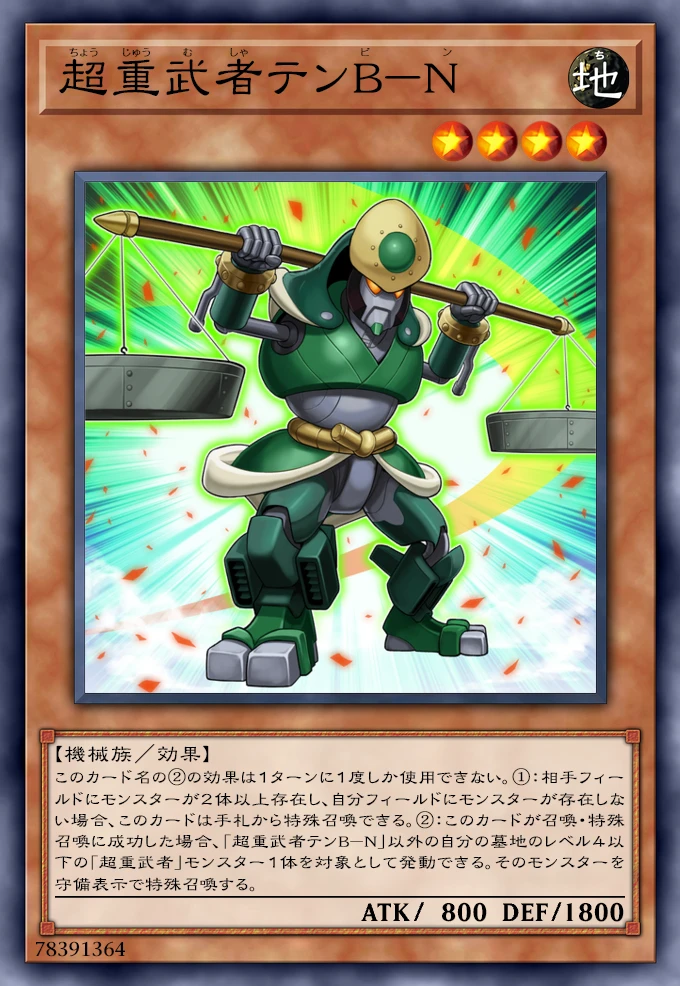 ちょう じゅう む しゃ ビン
超重武者テンB－N
ち
地
【機械族／効果】
このカード名の②の効果は１ターンに１度しか使用できない。①：相手フィー
ルドにモンスターが２体以上存在し、自分フィールドにモンスターが存在しな
い場合、このカードは手札から特殊召喚できる。②：このカードが召喚・特殊
召喚に成功した場合、「超重武者テンB－N」以外の自分の墓地のレベル４以
下の「超重武者」モンスター１体を対象として発動できる。そのモンスターを
守備表示で特殊召喚する。
ATK/ 800 DEF/1800
78391364